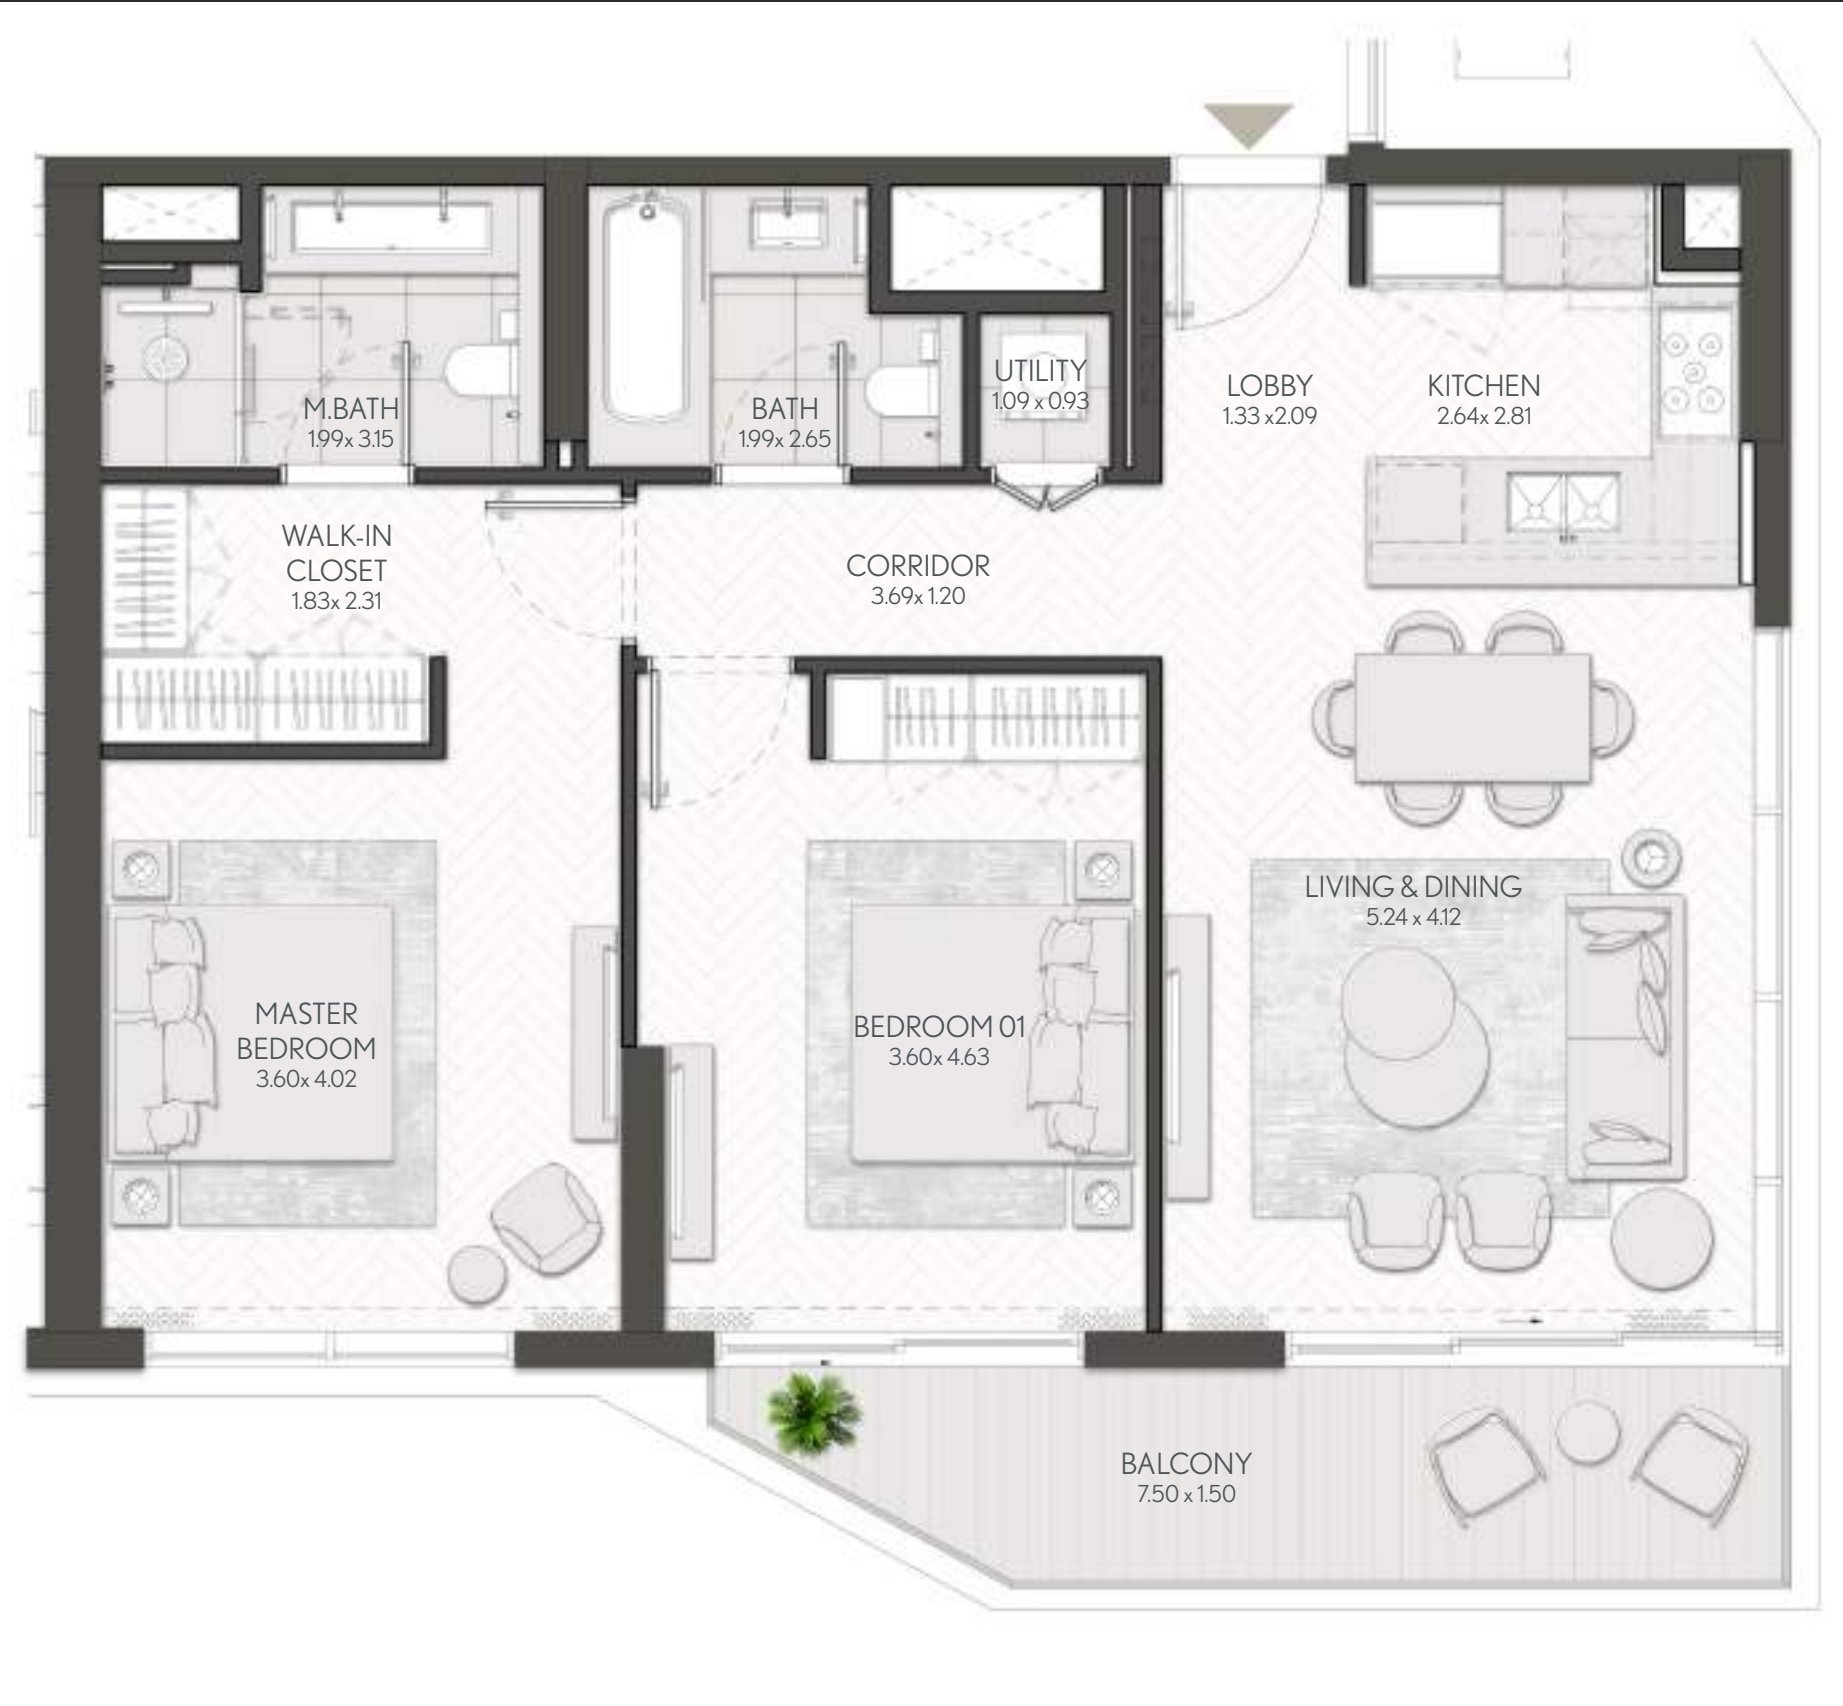 UTILITY
1.09 x 0.93
LOBBY
1.33 x2.09
KITCHEN
2.64x 2.81
M.BATH
1.99x 3.15
BATH
1.99x 2.65
WALK-IN
CLOSET
1.83x 2.31
CORRIDOR
3.69x 1.20
LIVING & DINING
5.24 x 4.12
MASTER
BEDROOM
3.60x 4.02
BEDROOM 01
3.60x 4.63
BALCONY
7.50 x 1.50